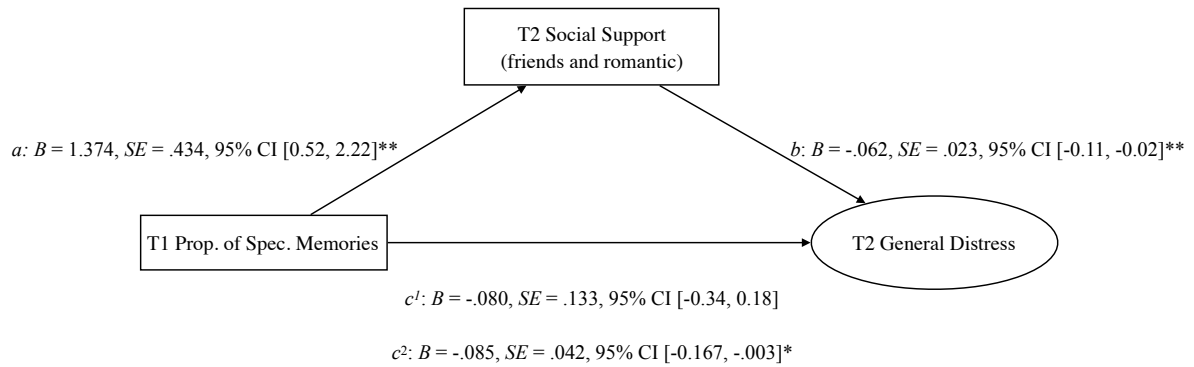 T2 Social Support
(friends and romantic)
a: B = 1.374, SE = .434, 95% CI [0.52, 2.22]**
b: B = -.062, SE = .023, 95% CI [-0.11, -0.02]**
T1 Prop. of Spec. Memories
T2 General Distress
c¹: B = -.080, SE = .133, 95% CI [-0.34, 0.18]
c²: B = -.085, SE = .042, 95% CI [-0.167, -.003]*